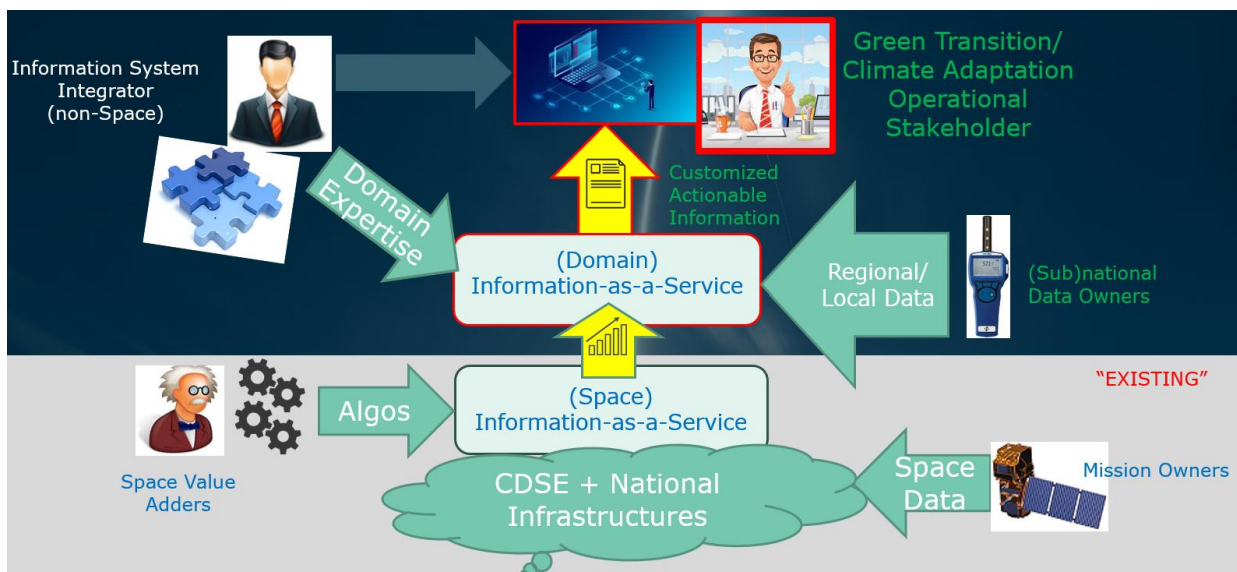 Information System
Integrator
(non-Space)
Green Transition/
Climate Adaptation
Operational
Stakeholder
Customized
Actionable
Information
Domain
Expertise
(Domain)
Information-as-a-Service
Regional/
Local Data
(Sub)national
Data Owners
"EXISTING"
Algos
(Space)
Information-as-a-Service
Space Value
Adders
CDSE + National
Infrastructures
Space
Data
Mission Owners